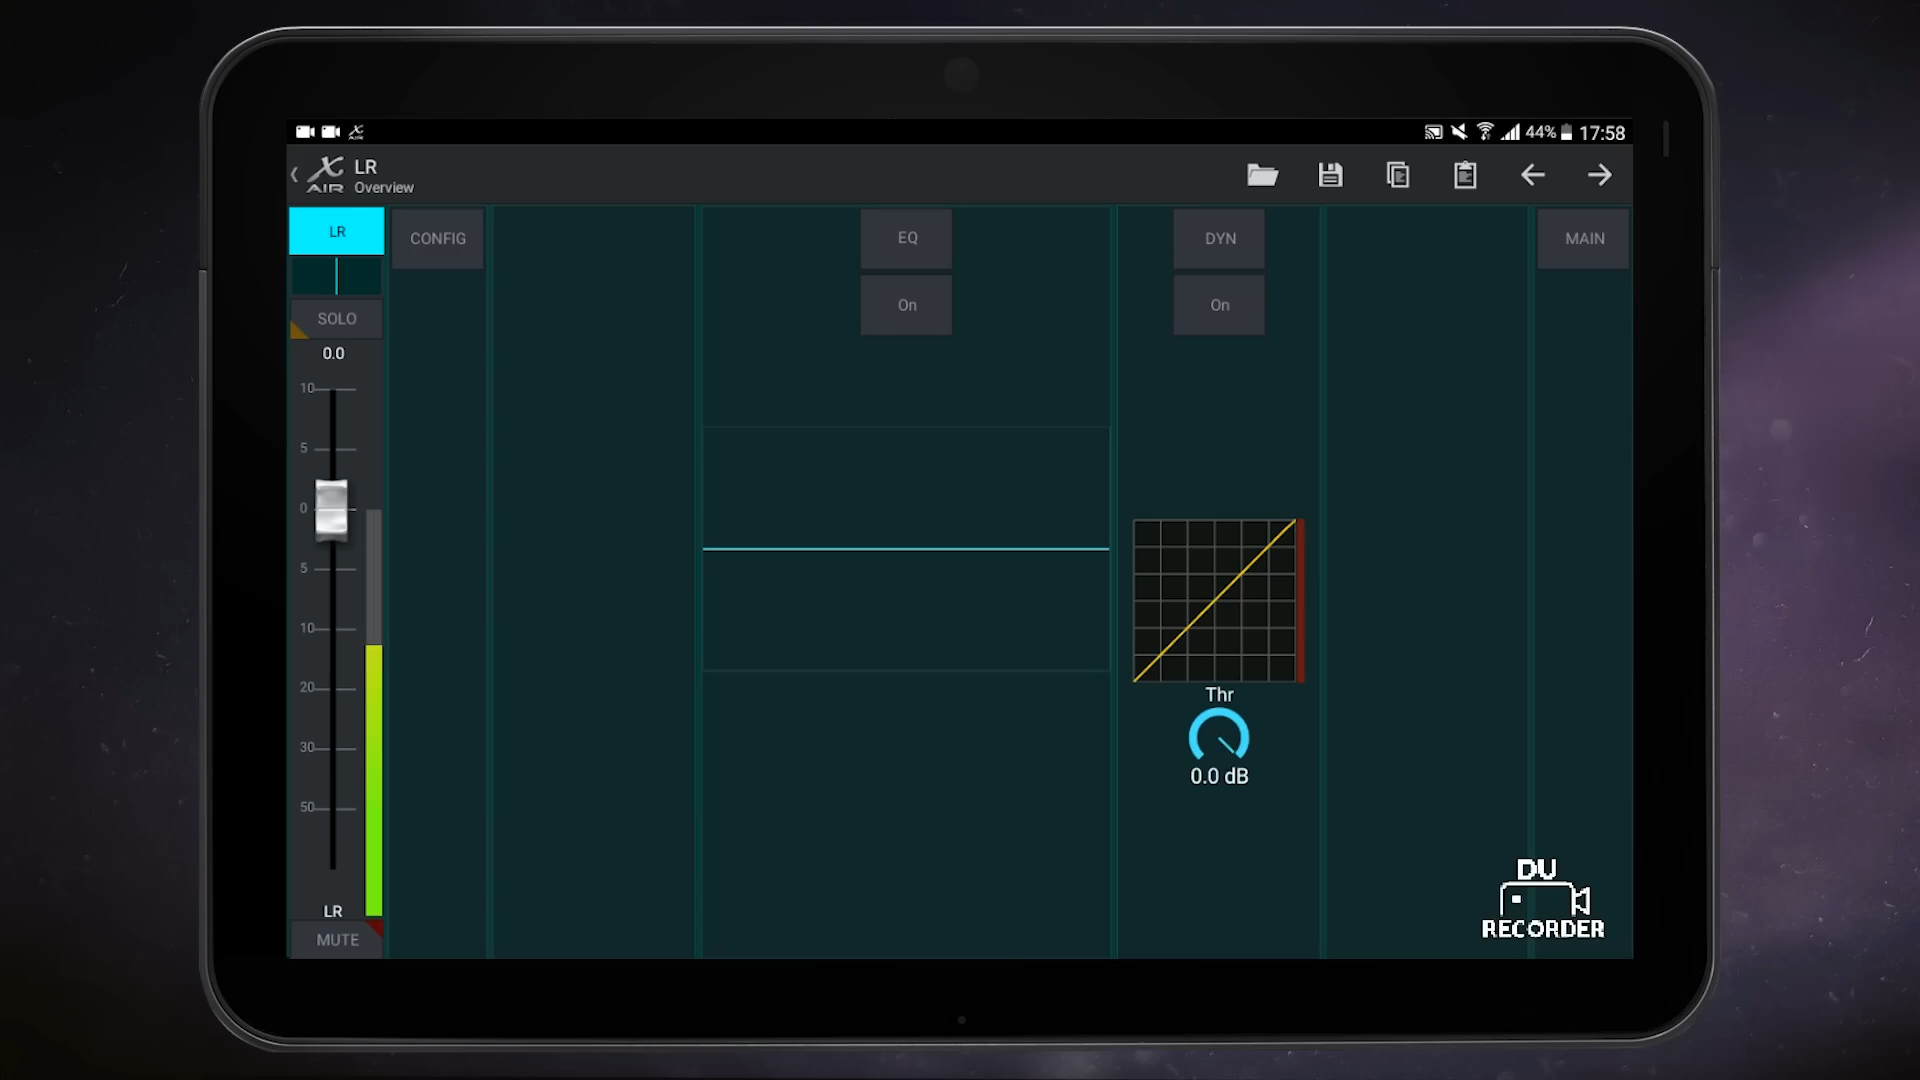 44% 17:58
X AIR LR
Overview
LR
CONFIG
EQ
DYN
MAIN
On
On
SOLO
0.0
10
5
0
5
10
20
30
50
Thr
0.0 dB
LR
MUTE
DU
RECORDER